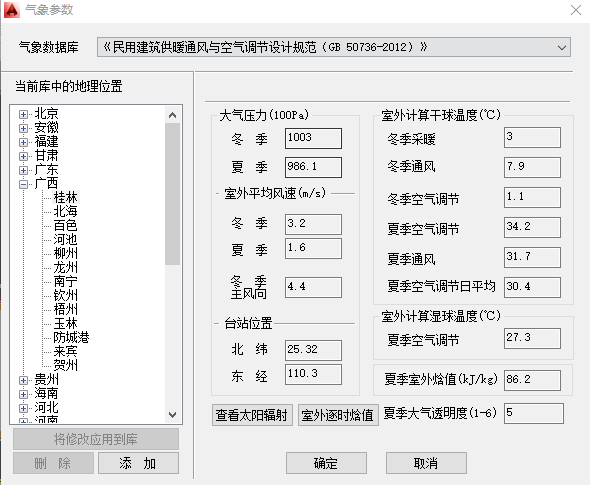 气象参数
气象数据库
《民用建筑供暖通风与空气调节设计规范（GB 50736-2012）》
当前库中的地理位置
北京
安徽
福建
甘肃
广东
广西
桂林
北海
百色
河池
柳州
龙州
南宁
钦州
梧州
玉林
防城港
来宾
贺州
贵州
海南
河北
河南
将修改应用到库
删 除
添 加
大气压力(100Pa)
冬 季 1003
夏 季 986.1
室外平均风速(m/s)
冬 季 3.2
夏 季 1.6
冬 季
主风向 4.4
台站位置
北 纬 25.32
东 经 110.3
查看太阳辐射
室外逐时焓值
室外计算干球温度(℃)
冬季采暖 3
冬季通风 7.9
冬季空气调节 1.1
夏季空气调节 34.2
夏季通风 31.7
夏季空气调节日平均 30.4
室外计算湿球温度(℃)
夏季空气调节 27.3
夏季室外焓值(kJ/kg) 86.2
夏季大气透明度(1-6) 5
确定
取消